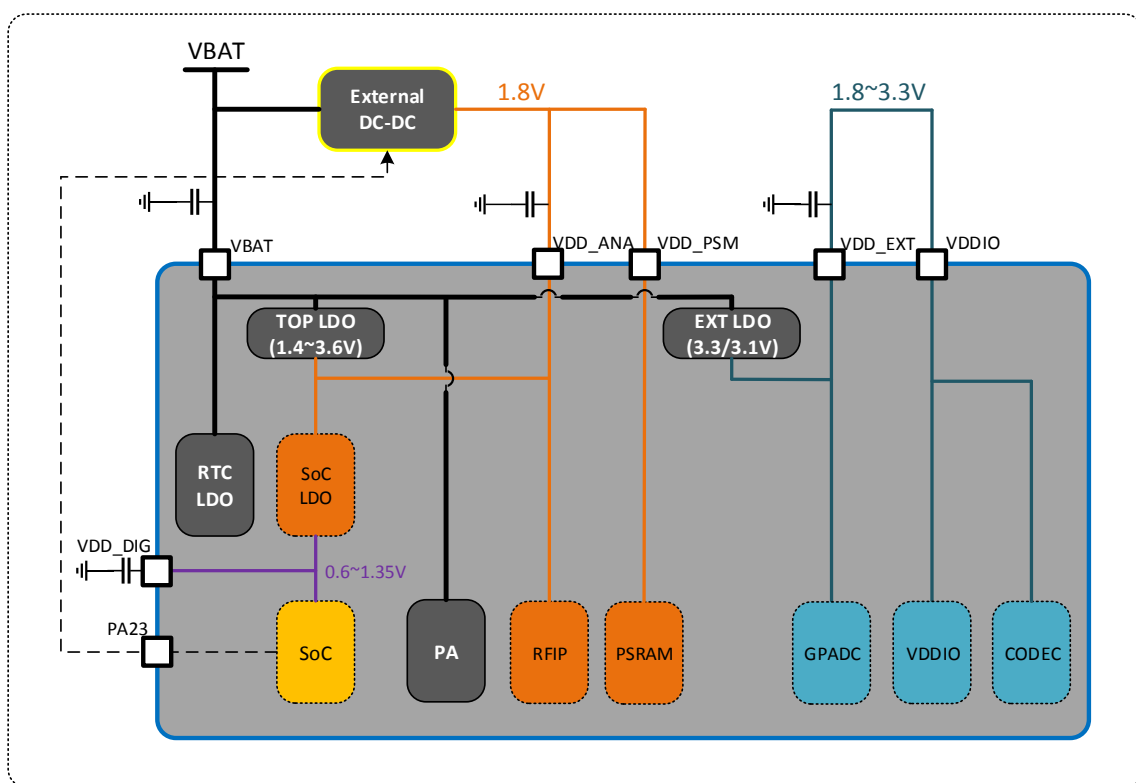 VBAT
External
DC-DC
1.8V
1.8~3.3V
VBAT
VDD_ANA
VDD_PSM
VDD_EXT
VDDIO
TOP LDO
(1.4~3.6V)
EXT LDO
(3.3/3.1V)
RTC
LDO
SoC
LDO
VDD_DIG
0.6~1.35V
PA23
SoC
PA
RFIP
PSRAM
GPADC
VDDIO
CODEC